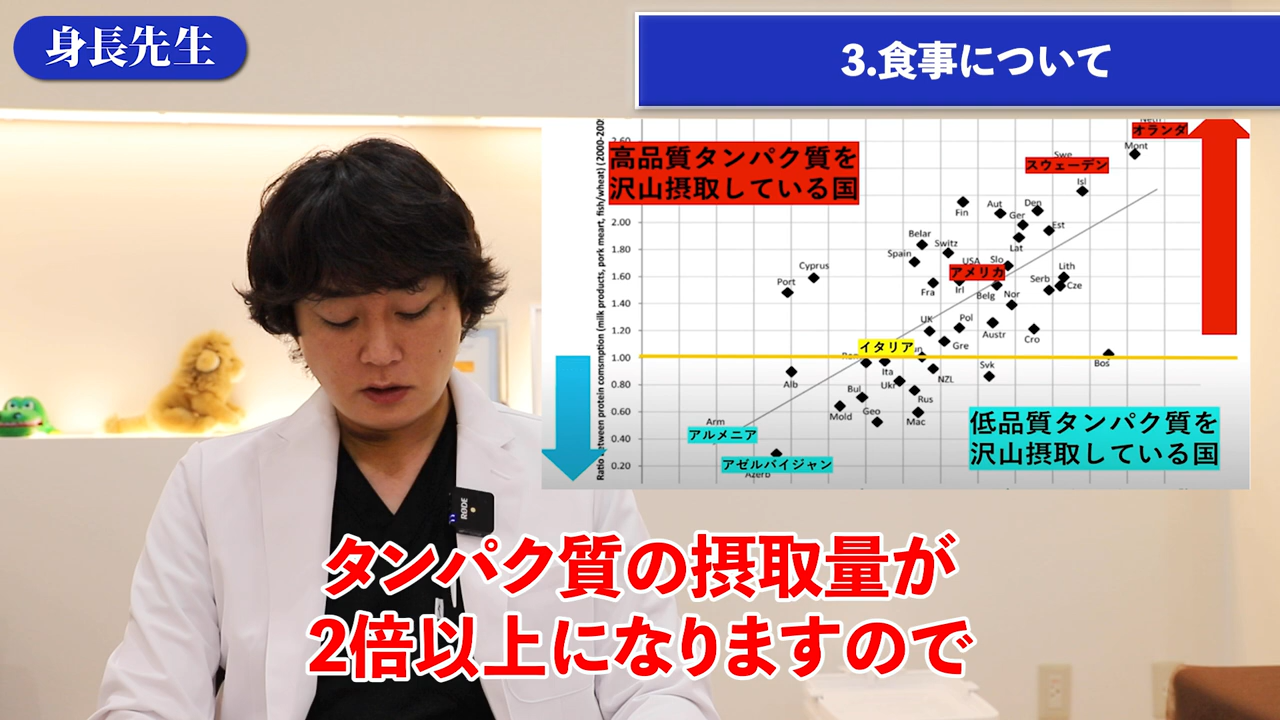 身長先生
3.食事について
高品質タンパク質を
沢山摂取している国
低品質タンパク質を
沢山摂取している国
オランダ
Mont
スウェーデン
Isl
Fin
Aut
Den
Ger
Est
Lat
Belar
Switz
Spain
USA
Slo
アメリカ
Lith
Cyprus
Port
Fra
Irl
Belg
Nor
Serb
Cze
UK
Pol
Austr
Cro
Gre
イタリア
Ita
Bos
Alb
Ukr
NZL
Svk
Bul
Rus
Mold
Geo
Mac
Arm
アルメニア
アゼルバイジャン
Azerb
2.60
2.00
1.80
1.60
1.40
1.20
1.00
0.80
0.60
0.40
0.20
RØDE
タンパク質の摂取量が
2倍以上になりますので